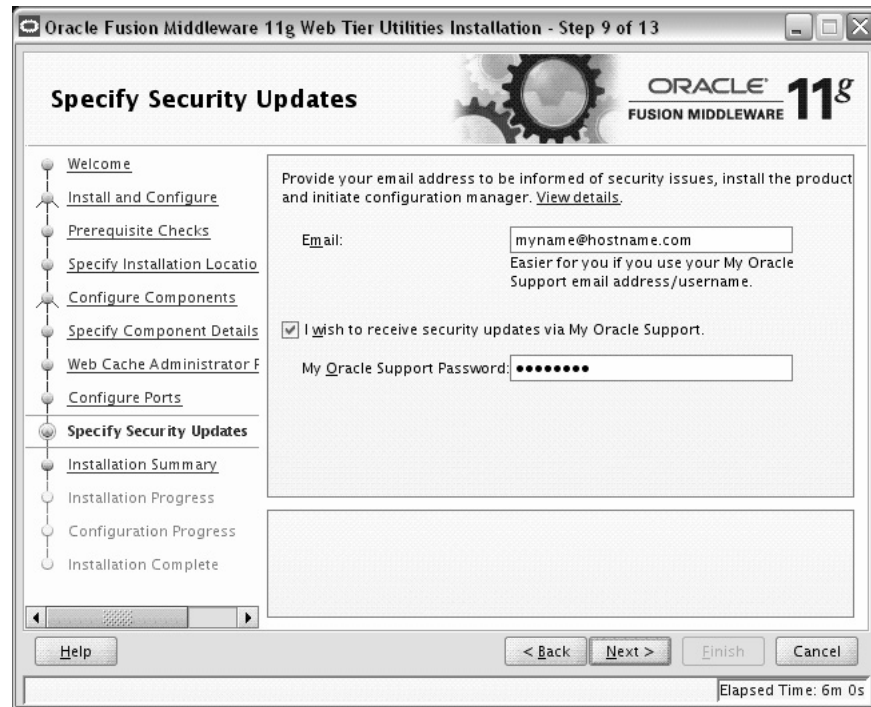 Oracle Fusion Middleware 11g Web Tier Utilities Installation - Step 9 of 13
Specify Security Updates
ORACLE
FUSION MIDDLEWARE
11g
Welcome
Install and Configure
Prerequisite Checks
Specify Installation Locatio
Configure Components
Specify Component Details
Web Cache Administrator P
Configure Ports
Specify Security Updates
Installation Summary
Installation Progress
Configuration Progress
Installation Complete
Provide your email address to be informed of security issues, install the product
and initiate configuration manager. View details.
Email: myname@hostname.com
Easier for you if you use your My Oracle
Support email address/username.
I wish to receive security updates via My Oracle Support.
My Oracle Support Password: ••••••••
Help < Back Next > Finish Cancel
Elapsed Time: 6m 0s